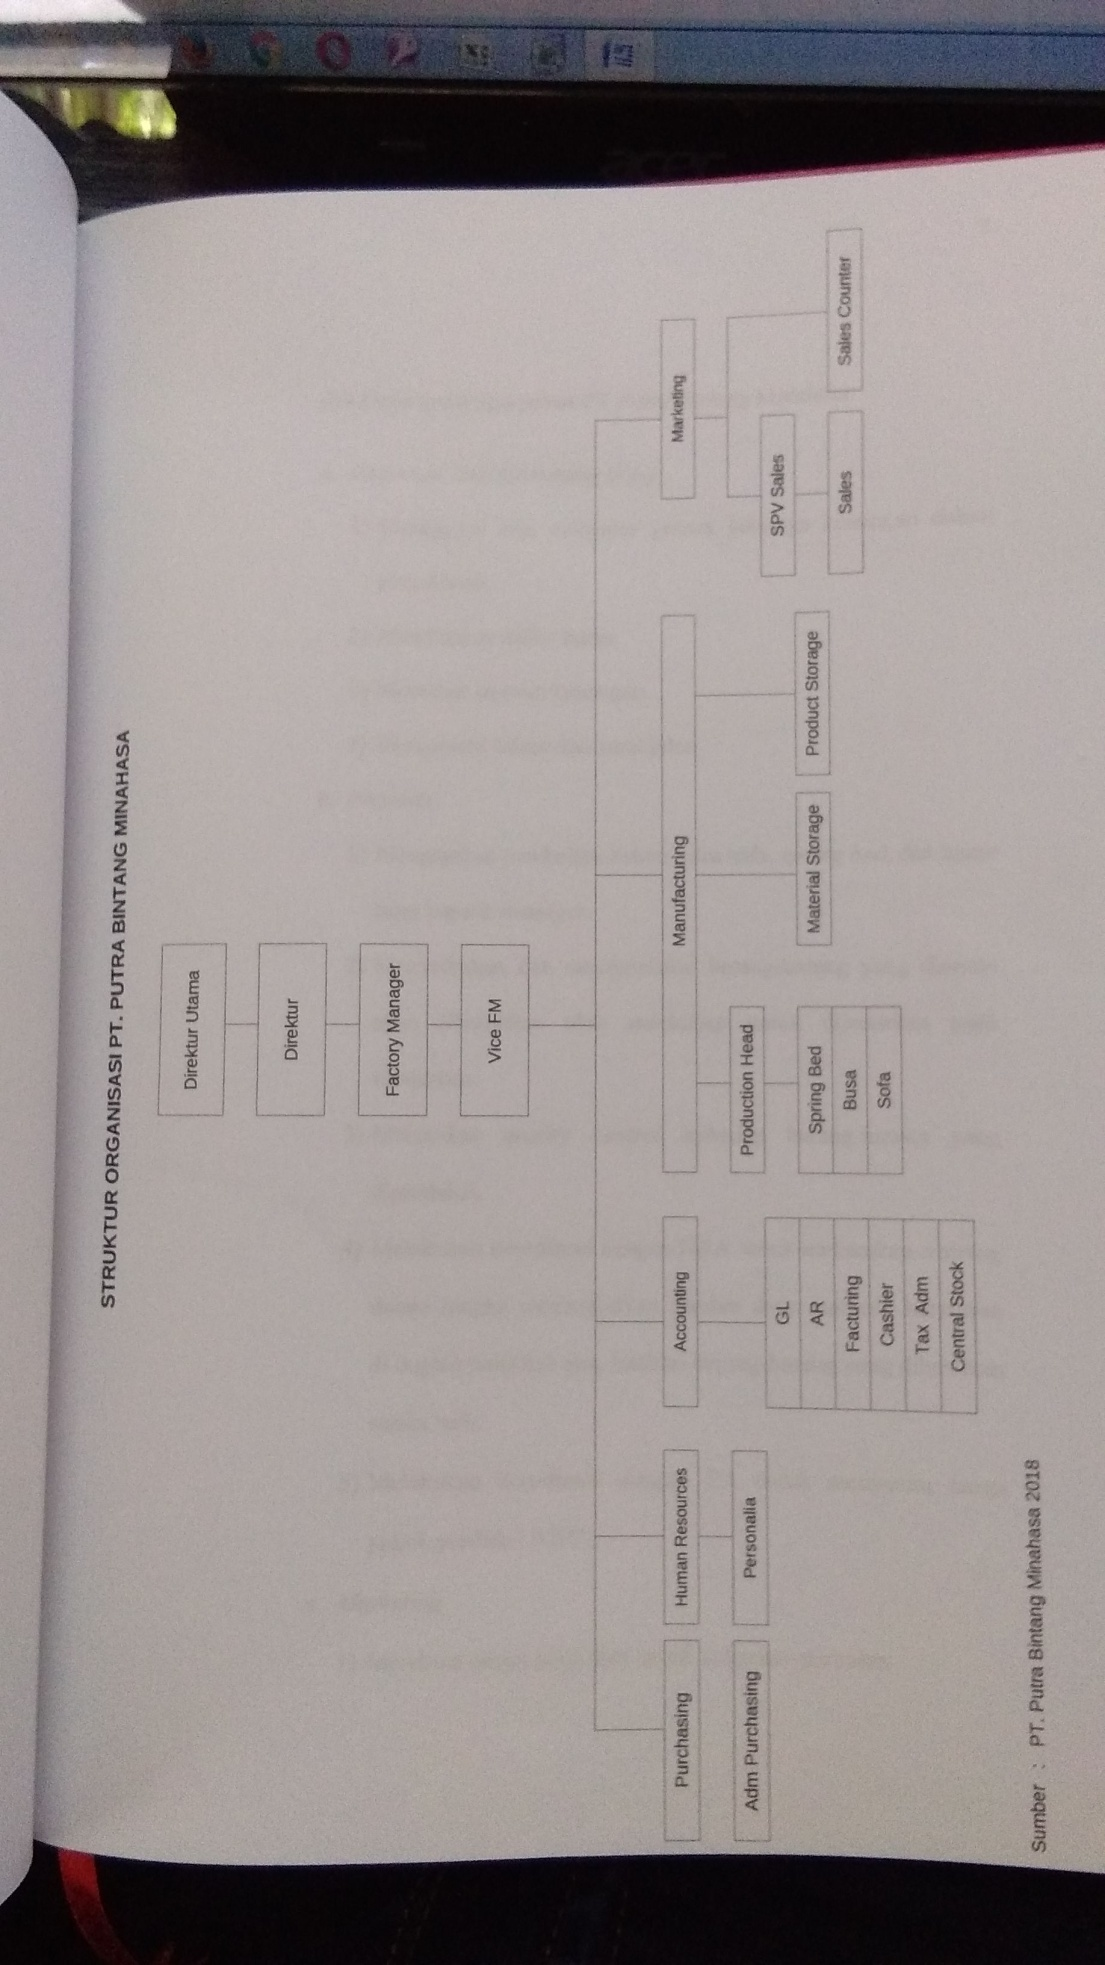 STRUKTUR ORGANISASI PT. PUTRA BINTANG MINAHASA
Direktur Utama
Direktur
Factory Manager
Vice FM
Purchasing
Adm Purchasing
Human Resources
Personalia
Accounting
GL
AR
Facturing
Cashier
Tax Adm
Central Stock
Manufacturing
Production Head
Spring Bed
Busa
Sofa
Material Storage
Product Storage
Marketing
SPV Sales
Sales
Sales Counter
Sumber : PT. Putra Bintang Minahasa 2018
acer